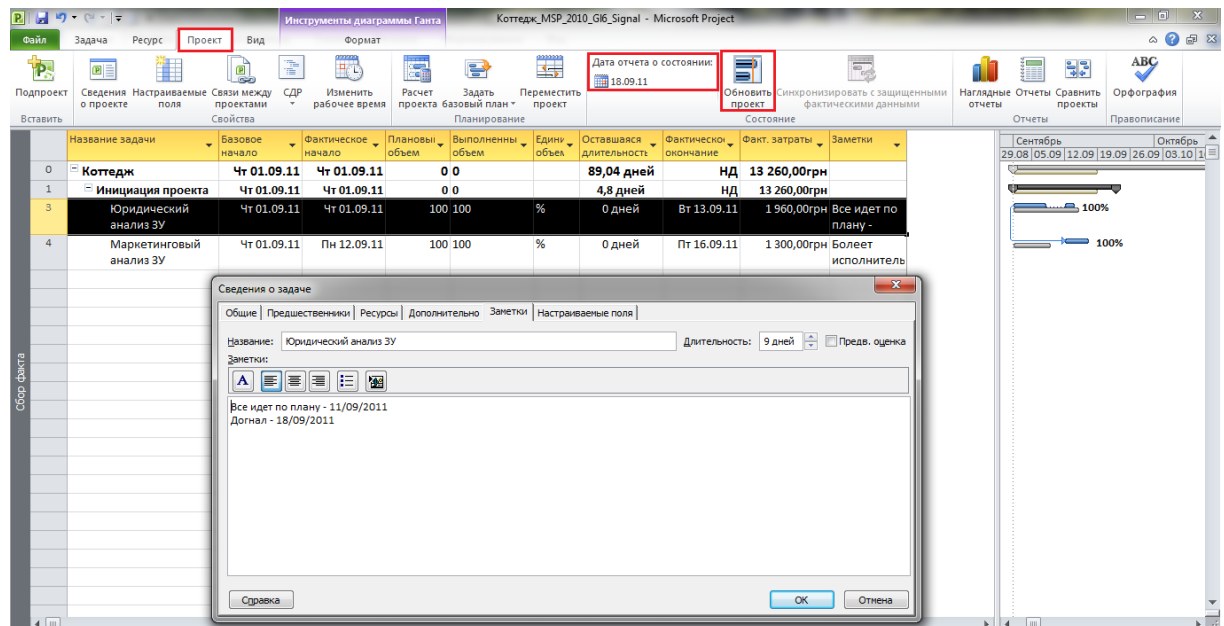 Инструменты диаграммы Ганта
Коттедж_MSP_2010_Gl6_Signal - Microsoft Project
Файл Задача Ресурс Проект Вид Формат
Подпроект
Сведения о проекте
Настраиваемые поля
Связи между проектами
СДР
Изменить рабочее время
Расчет проекта
Задать базовый план
Переместить проект
Дата отчета о состоянии:
18.09.11
Обновить проект
Синхронизировать с защищенными фактическими данными
Наглядные отчеты
Отчеты
Сравнить проекты
ABC
Орфография
Вставить Свойства Планирование Состояние Отчеты Правописание
Название задачи Базовое начало Фактическое начало Плановы объем Выполненны объем Едини объем Оставшаяся длительность Фактическо окончание Факт. затраты Заметки
0 Коттедж Чт 01.09.11 Чт 01.09.11 0 0 89,04 дней НД 13 260,00грн
1 Инициация проекта Чт 01.09.11 Чт 01.09.11 0 0 4,8 дней НД 13 260,00грн
3 Юридический анализ ЗУ Чт 01.09.11 Чт 01.09.11 100 100 % 0 дней Вт 13.09.11 1 960,00грн Все идет по плану -
4 Маркетинговый анализ ЗУ Чт 01.09.11 Пн 12.09.11 100 100 % 0 дней Пт 16.09.11 1 300,00грн Болеет исполнитель
Сентябрь Октябрь
29.08 05.09 12.09 19.09 26.09 03.10 1
100%
100%
Сбор факта
Сведения о задаче
Общие Предшественники Ресурсы Дополнительно Заметки Настраиваемые поля
Название: Юридический анализ ЗУ Длительность: 9 дней Предв. оценка
Заметки:
A
Все идет по плану - 11/09/2011
Догнал - 18/09/2011
Справка OK Отмена